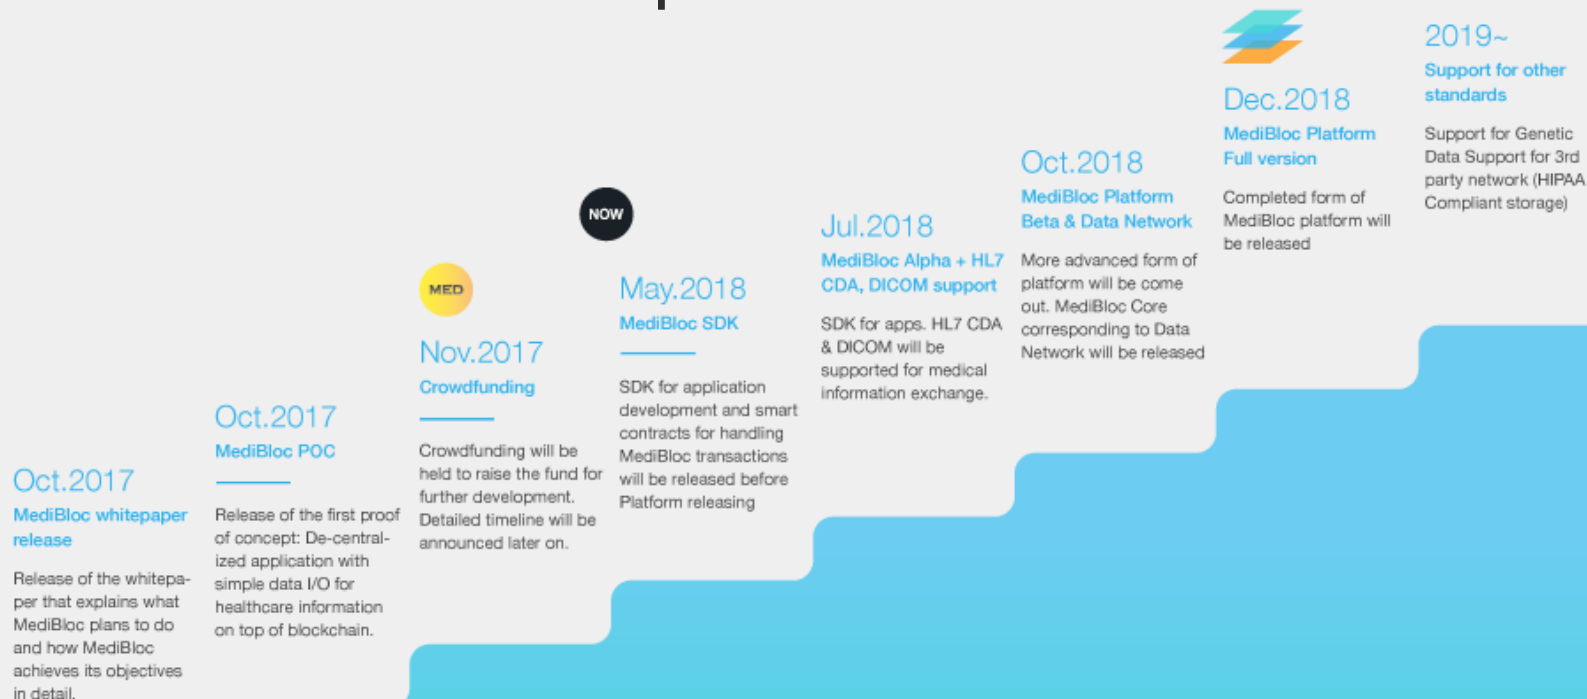 Oct.2017
MediBloc whitepaper
release
Release of the whitepa-
per that explains what
MediBloc plans to do
and how MediBloc
achieves its objectives
in detail.
Oct.2017
MediBloc POC
Release of the first proof
of concept: De-central-
ized application with
simple data I/O for
healthcare information
on top of blockchain.
MED
Nov.2017
Crowdfunding
Crowdfunding will be
held to raise the fund for
further development.
Detailed timeline will be
announced later on.
NOW
May.2018
MediBloc SDK
SDK for application
development and smart
contracts for handling
MediBloc transactions
will be released before
Platform releasing
Jul.2018
MediBloc Alpha + HL7
CDA, DICOM support
SDK for apps. HL7 CDA
& DICOM will be
supported for medical
information exchange.
Oct.2018
MediBloc Platform
Beta & Data Network
More advanced form of
platform will be come
out. MediBloc Core
corresponding to Data
Network will be released
Dec.2018
MediBloc Platform
Full version
Completed form of
MediBloc platform will
be released
2019~
Support for other
standards
Support for Genetic
Data Support for 3rd
party network (HIPAA
Compliant storage)